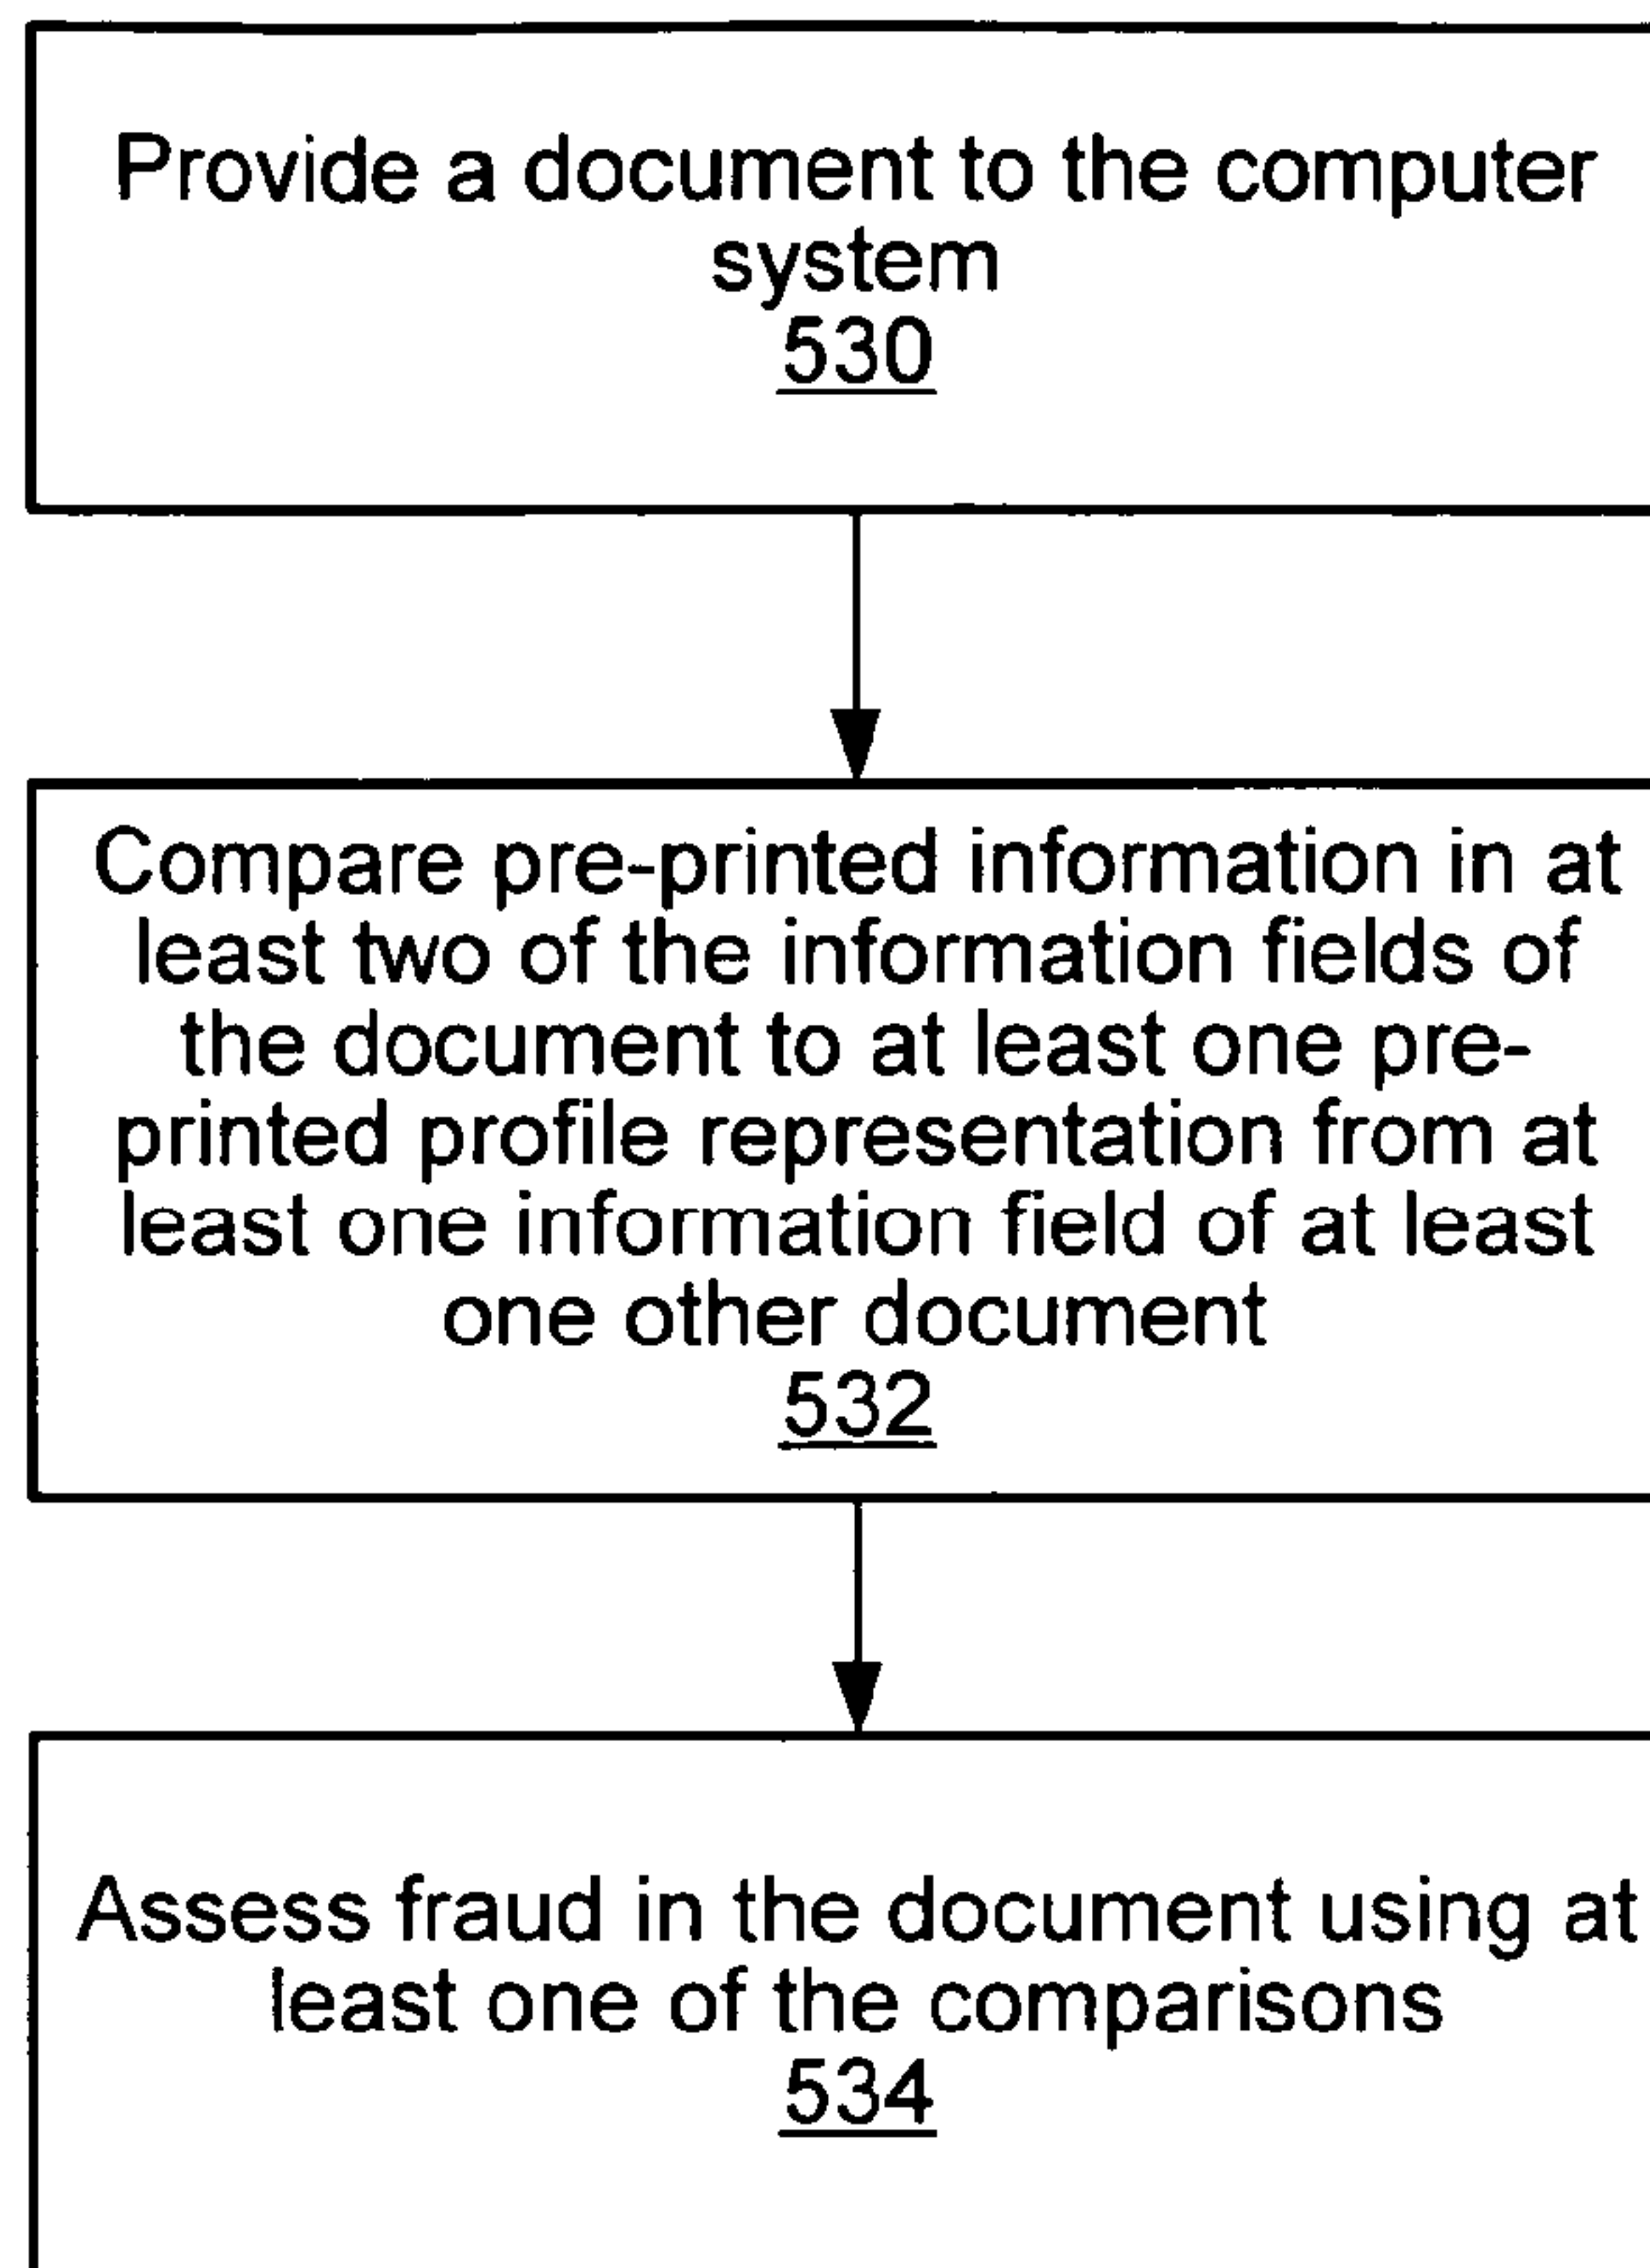 Provide a document to the computer
system
530
Compare pre-printed information in at
least two of the information fields of
the document to at least one pre-
printed profile representation from at
least one information field of at least
one other document
532
Assess fraud in the document using at
least one of the comparisons
534